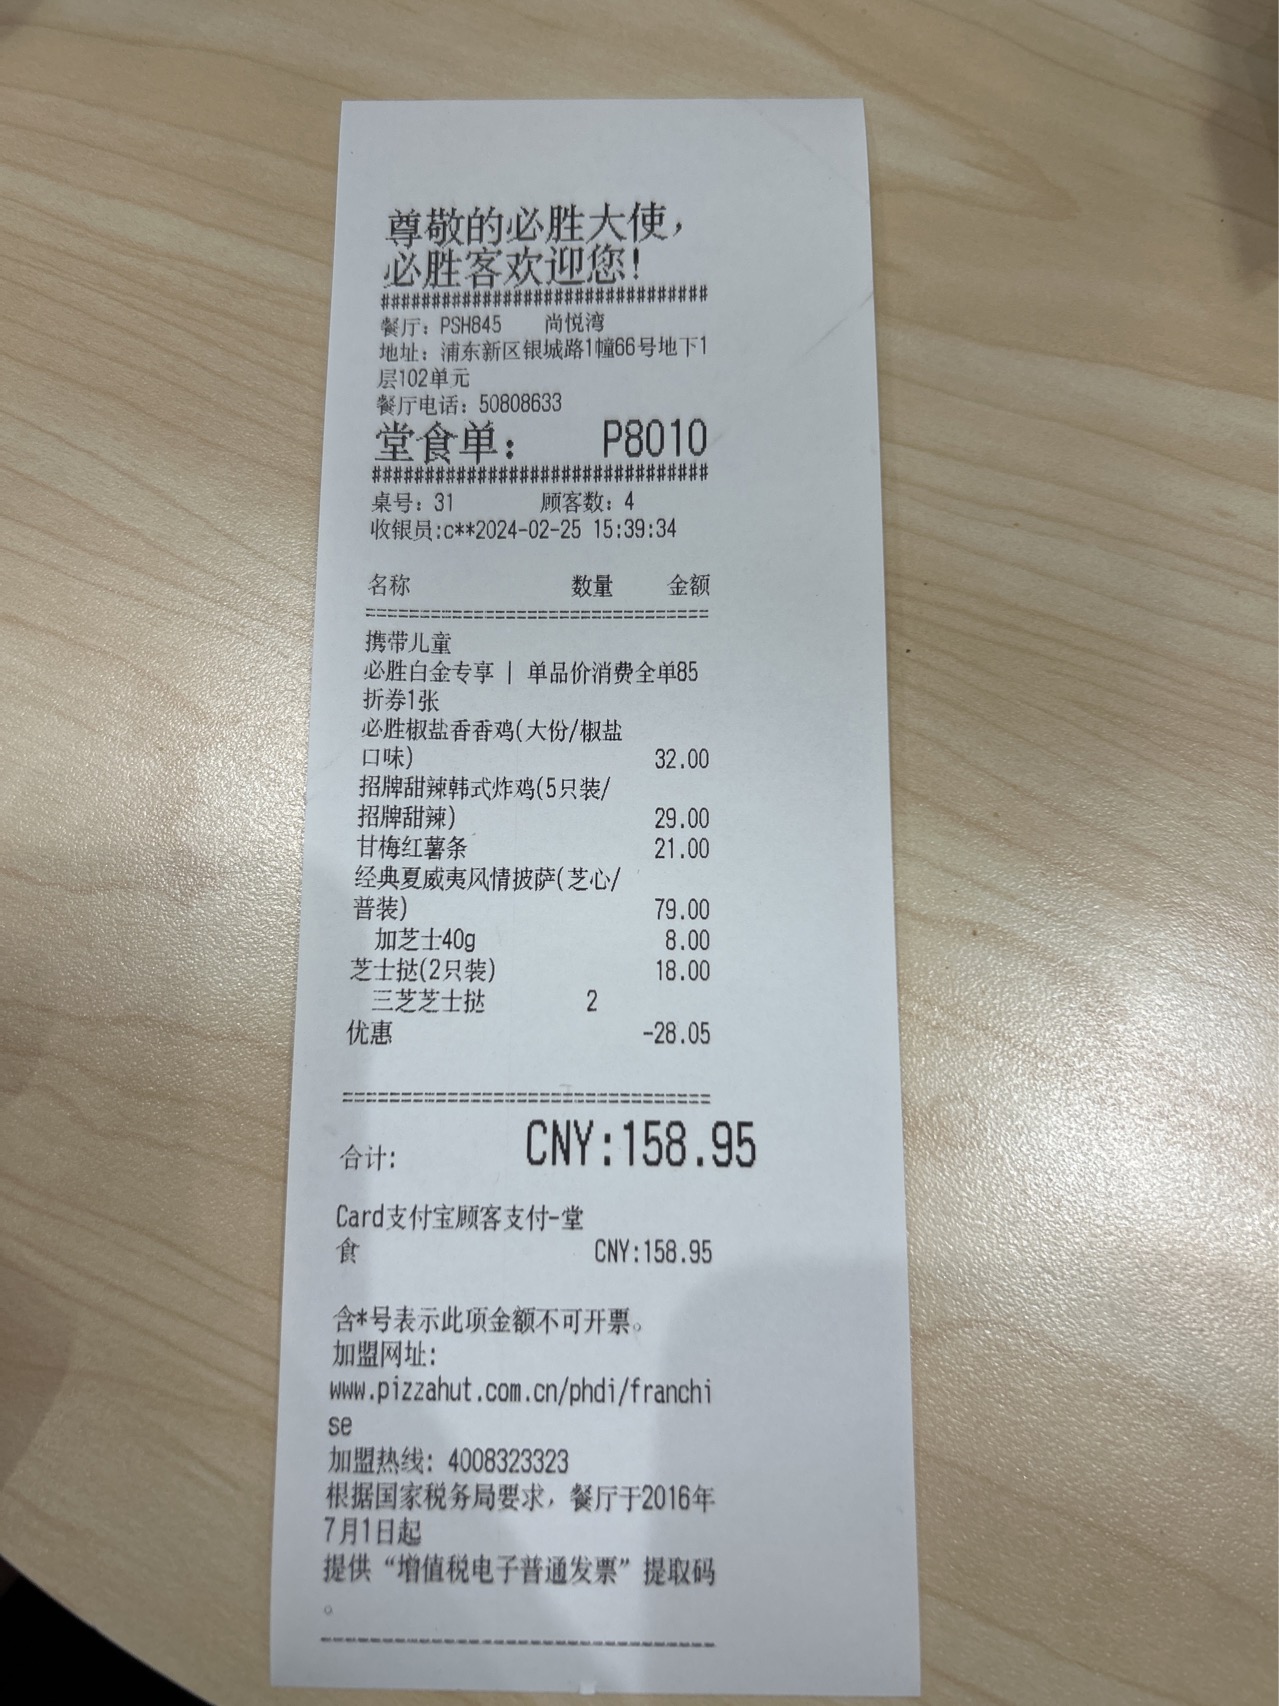 尊敬的必胜大使，
必胜客欢迎您!
################################
餐厅：PSH845 尚悦湾
地址：浦东新区银城路1幢66号地下1
层102单元
餐厅电话：50808633
堂食单： P8010
################################
桌号：31 顾客数：4
收银员:c**2024-02-25 15:39:34
名称 数量 金额
================================
携带儿童
必胜白金专享 | 单品价消费全单85
折券1张
必胜椒盐香香鸡(大份/椒盐
口味) 32.00
招牌甜辣韩式炸鸡(5只装/
招牌甜辣) 29.00
甘梅红薯条 21.00
经典夏威夷风情披萨(芝心/
普装) 79.00
加芝士40g 8.00
芝士挞(2只装) 18.00
三芝芝士挞 2
优惠 -28.05
================================
合计: CNY:158.95
Card支付宝顾客支付-堂
食 CNY:158.95
含*号表示此项金额不可开票。
加盟网址:
www.pizzahut.com.cn/phdi/franchi
se
加盟热线: 4008323323
根据国家税务局要求，餐厅于2016年
7月1日起
提供“增值税电子普通发票”提取码
。
--------------------------------